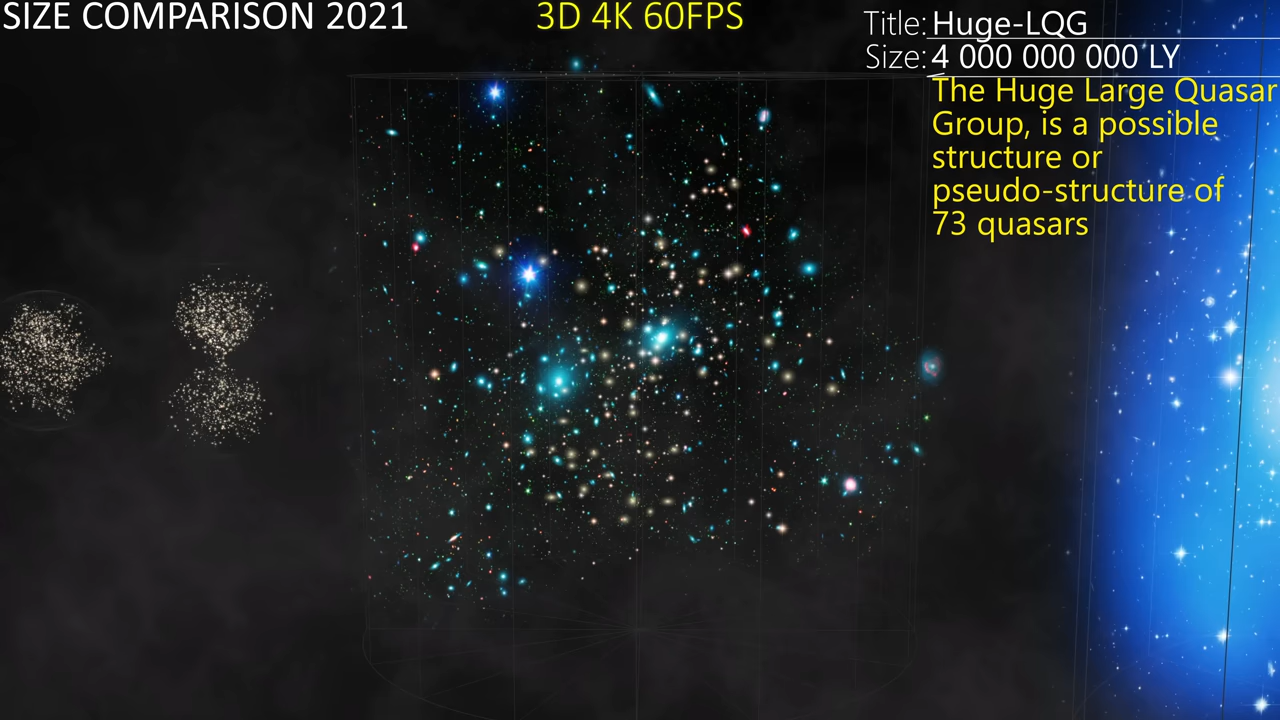 SIZE COMPARISON 2021
3D 4K 60FPS
Title: Huge-LQG
Size: 4 000 000 000 LY
The Huge Large Quasar
Group, is a possible
structure or
pseudo-structure of
73 quasars